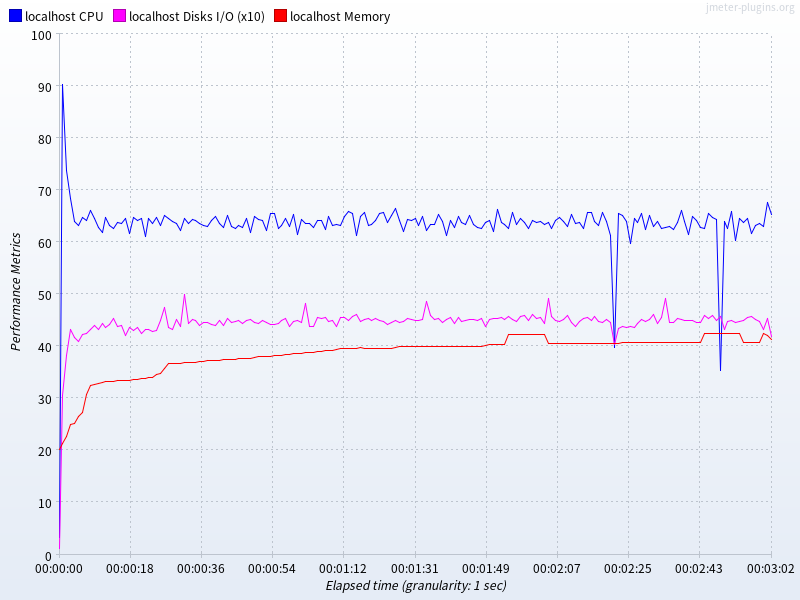 jmeter-plugins.org
localhost CPU localhost Disks I/O (x10) localhost Memory
100
90
80
70
60
50
40
30
20
10
0
Performance Metrics
00:00:00 00:00:18 00:00:36 00:00:54 00:01:12 00:01:31 00:01:49 00:02:07 00:02:25 00:02:43 00:03:02
Elapsed time (granularity: 1 sec)